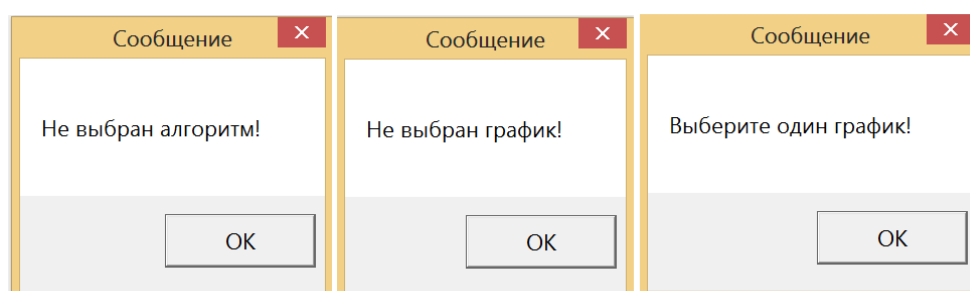 Сообщение
Не выбран алгоритм!
OK
Сообщение
Не выбран график!
OK
Сообщение
Выберите один график!
OK